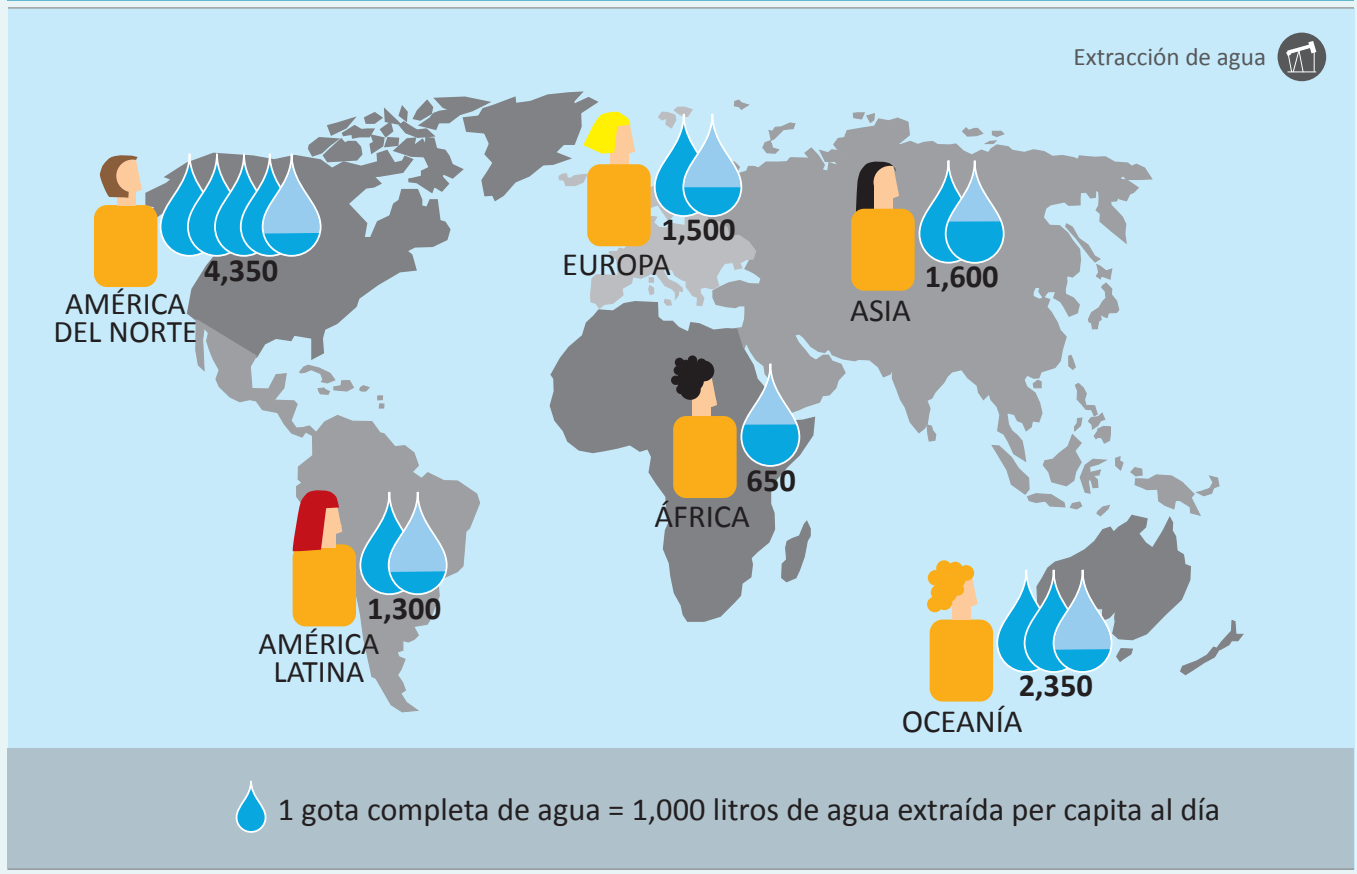 Extracción de agua
4,350
AMÉRICA
DEL NORTE
1,500
EUROPA
1,600
ASIA
650
ÁFRICA
1,300
AMÉRICA
LATINA
2,350
OCEANÍA
1 gota completa de agua = 1,000 litros de agua extraída per capita al día